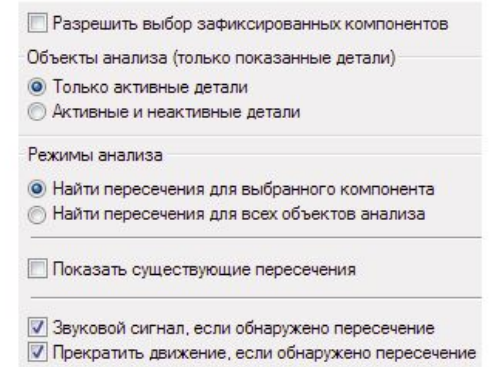 Разрешить выбор зафиксированных компонентов
Объекты анализа (только показанные детали)
Только активные детали
Активные и неактивные детали
Режимы анализа
Найти пересечения для выбранного компонента
Найти пересечения для всех объектов анализа
Показать существующие пересечения
Звуковой сигнал, если обнаружено пересечение
Прекратить движение, если обнаружено пересечение